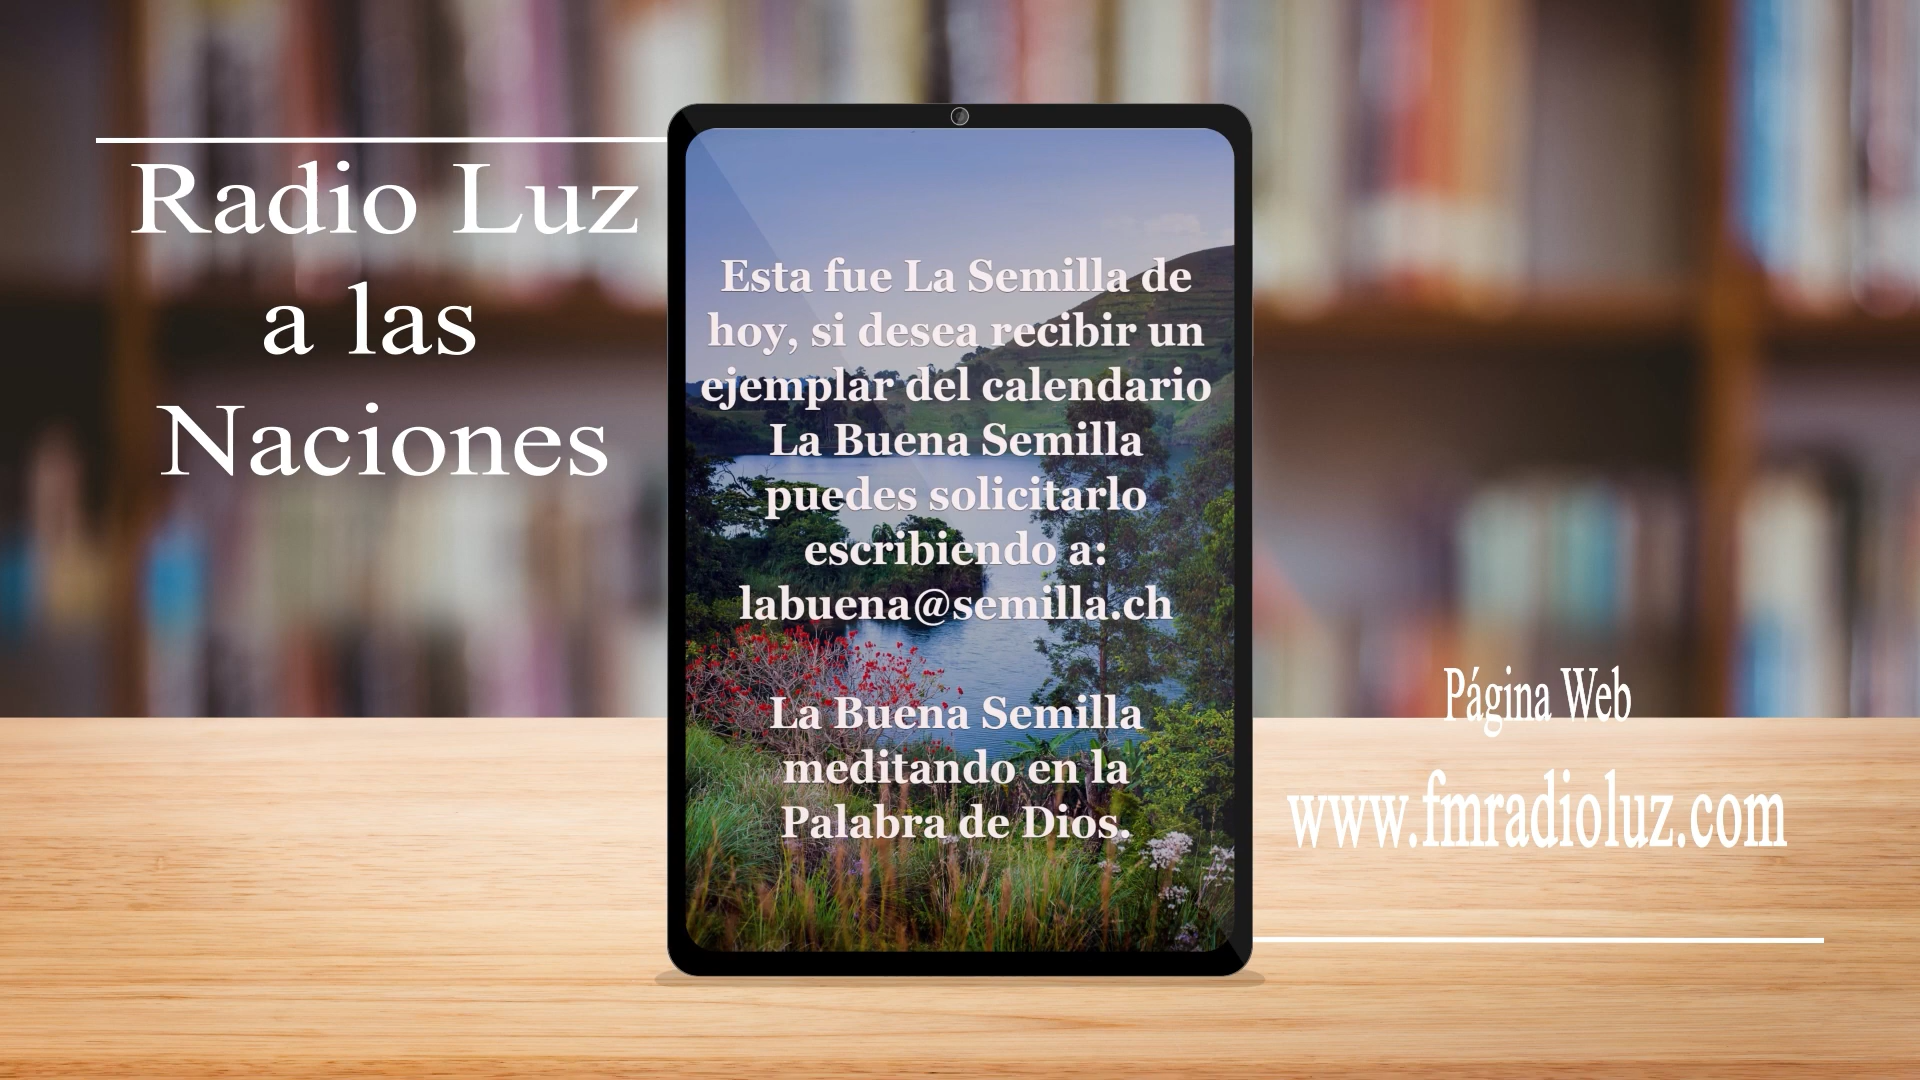 Radio Luz
a las
Naciones
Esta fue La Semilla de
hoy, si desea recibir un
ejemplar del calendario
La Buena Semilla
puedes solicitarlo
escribiendo a:
labuena@semilla.ch
La Buena Semilla
meditando en la
Palabra de Dios.
Página Web
www.fmradioluz.com